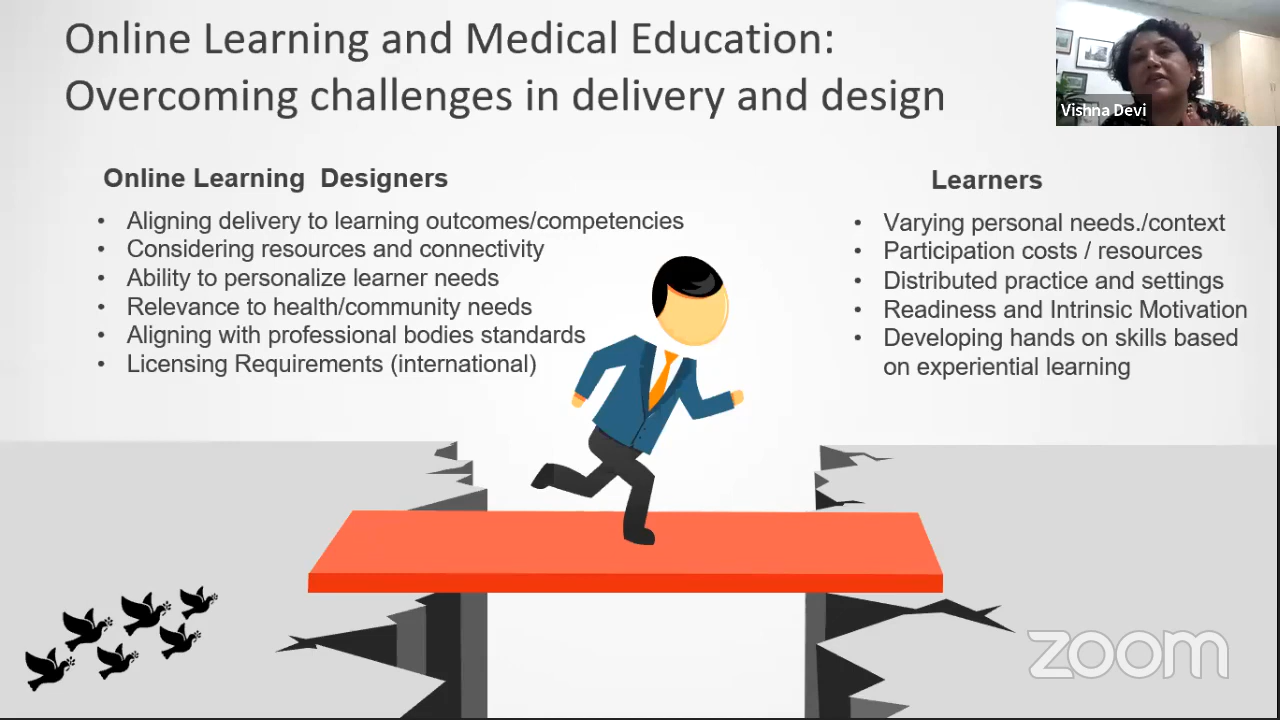 Online Learning and Medical Education:
Overcoming challenges in delivery and design
Vishna Devi
Online Learning  Designers
• Aligning delivery to learning outcomes/competencies
• Considering resources and connectivity
• Ability to personalize learner needs
• Relevance to health/community needs
• Aligning with professional bodies standards
• Licensing Requirements (international)
Learners
• Varying personal needs./context
• Participation costs / resources
• Distributed practice and settings
• Readiness and Intrinsic Motivation
• Developing hands on skills based
on experiential learning
zoom